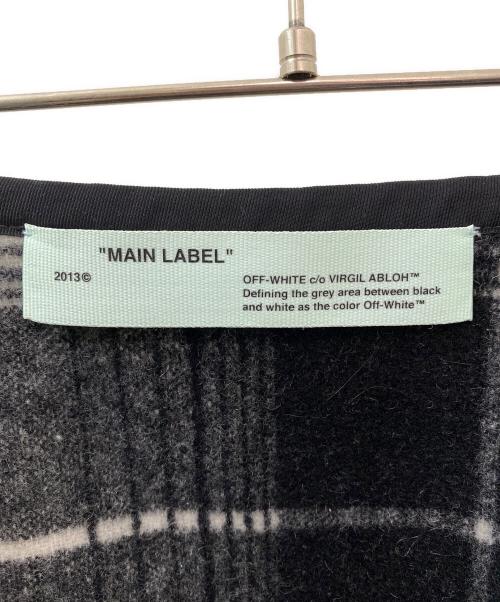 "MAIN LABEL"
2013©
OFF-WHITE c/o VIRGIL ABLOH™
Defining the grey area between black
and white as the color Off-White™